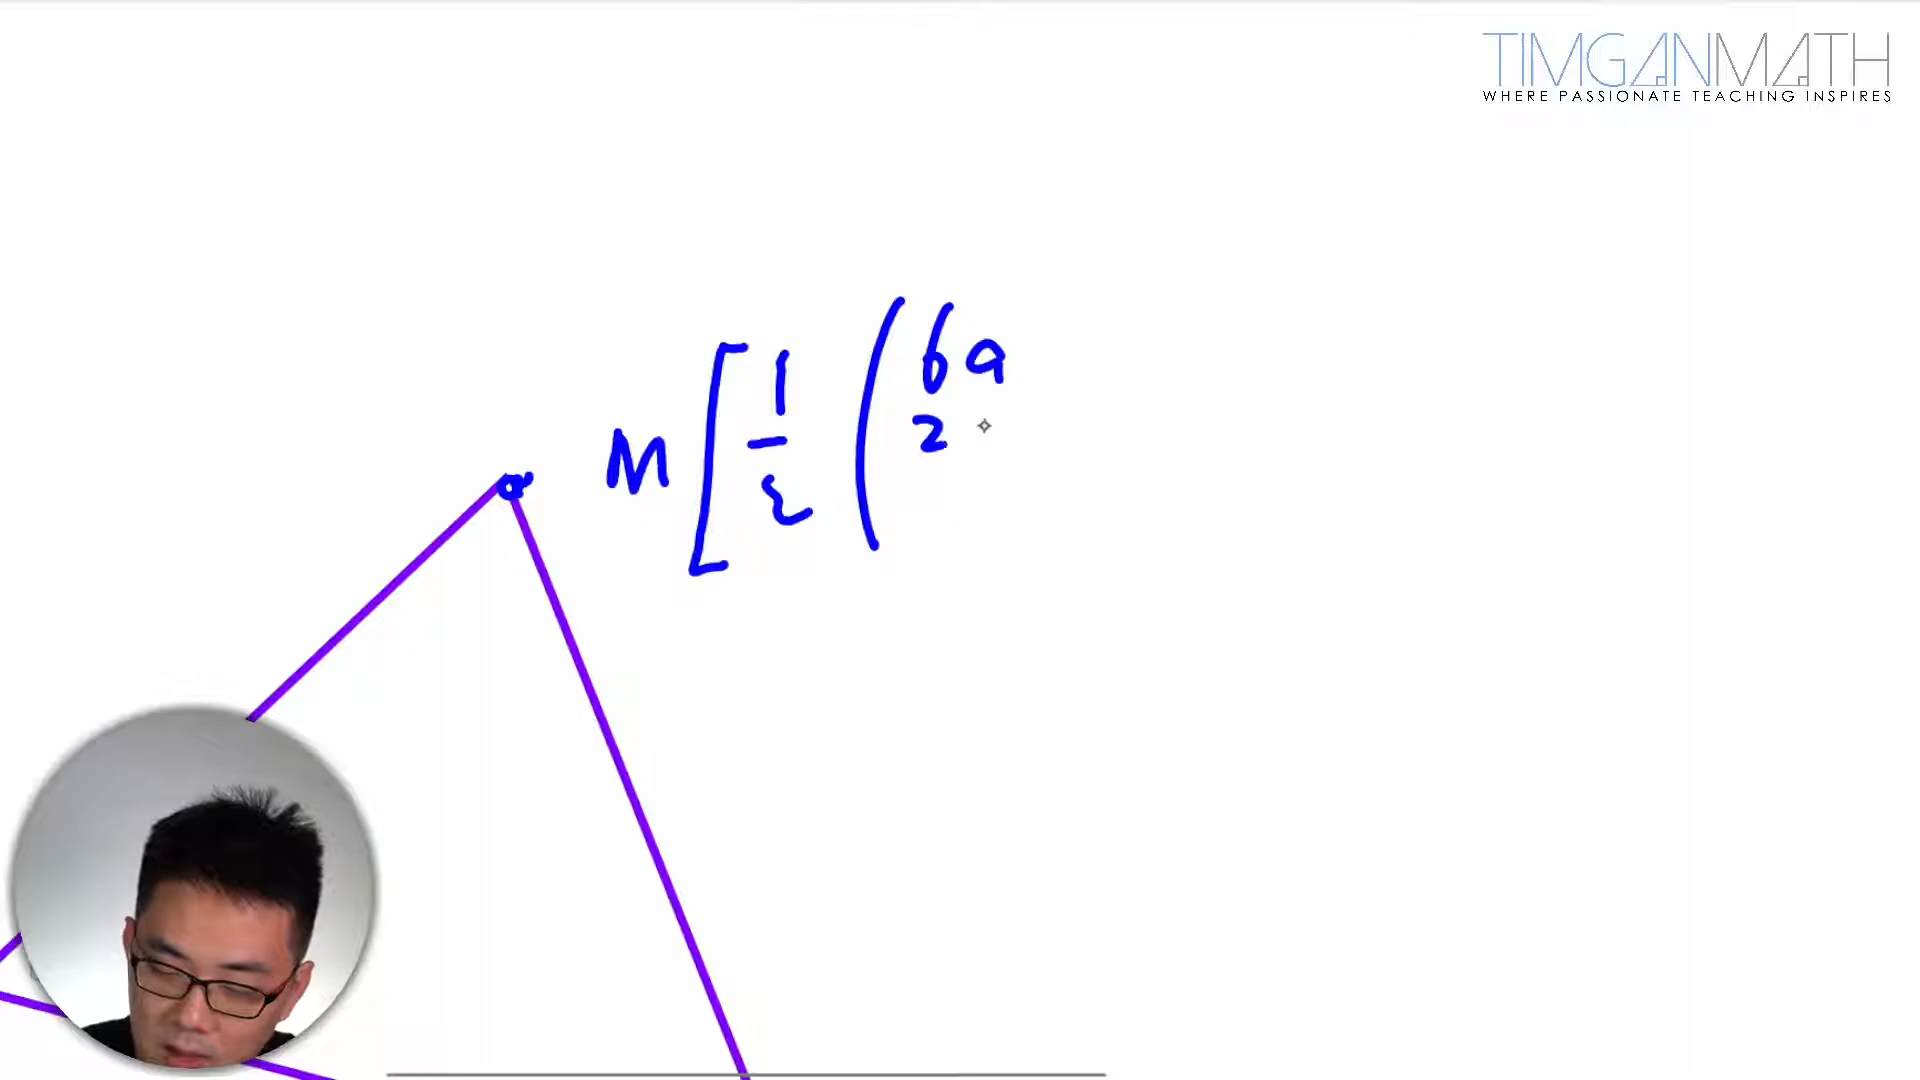 TIMGANMATH
WHERE PASSIONATE TEACHING INSPIRES
M [ 1/2 ( 6a
2